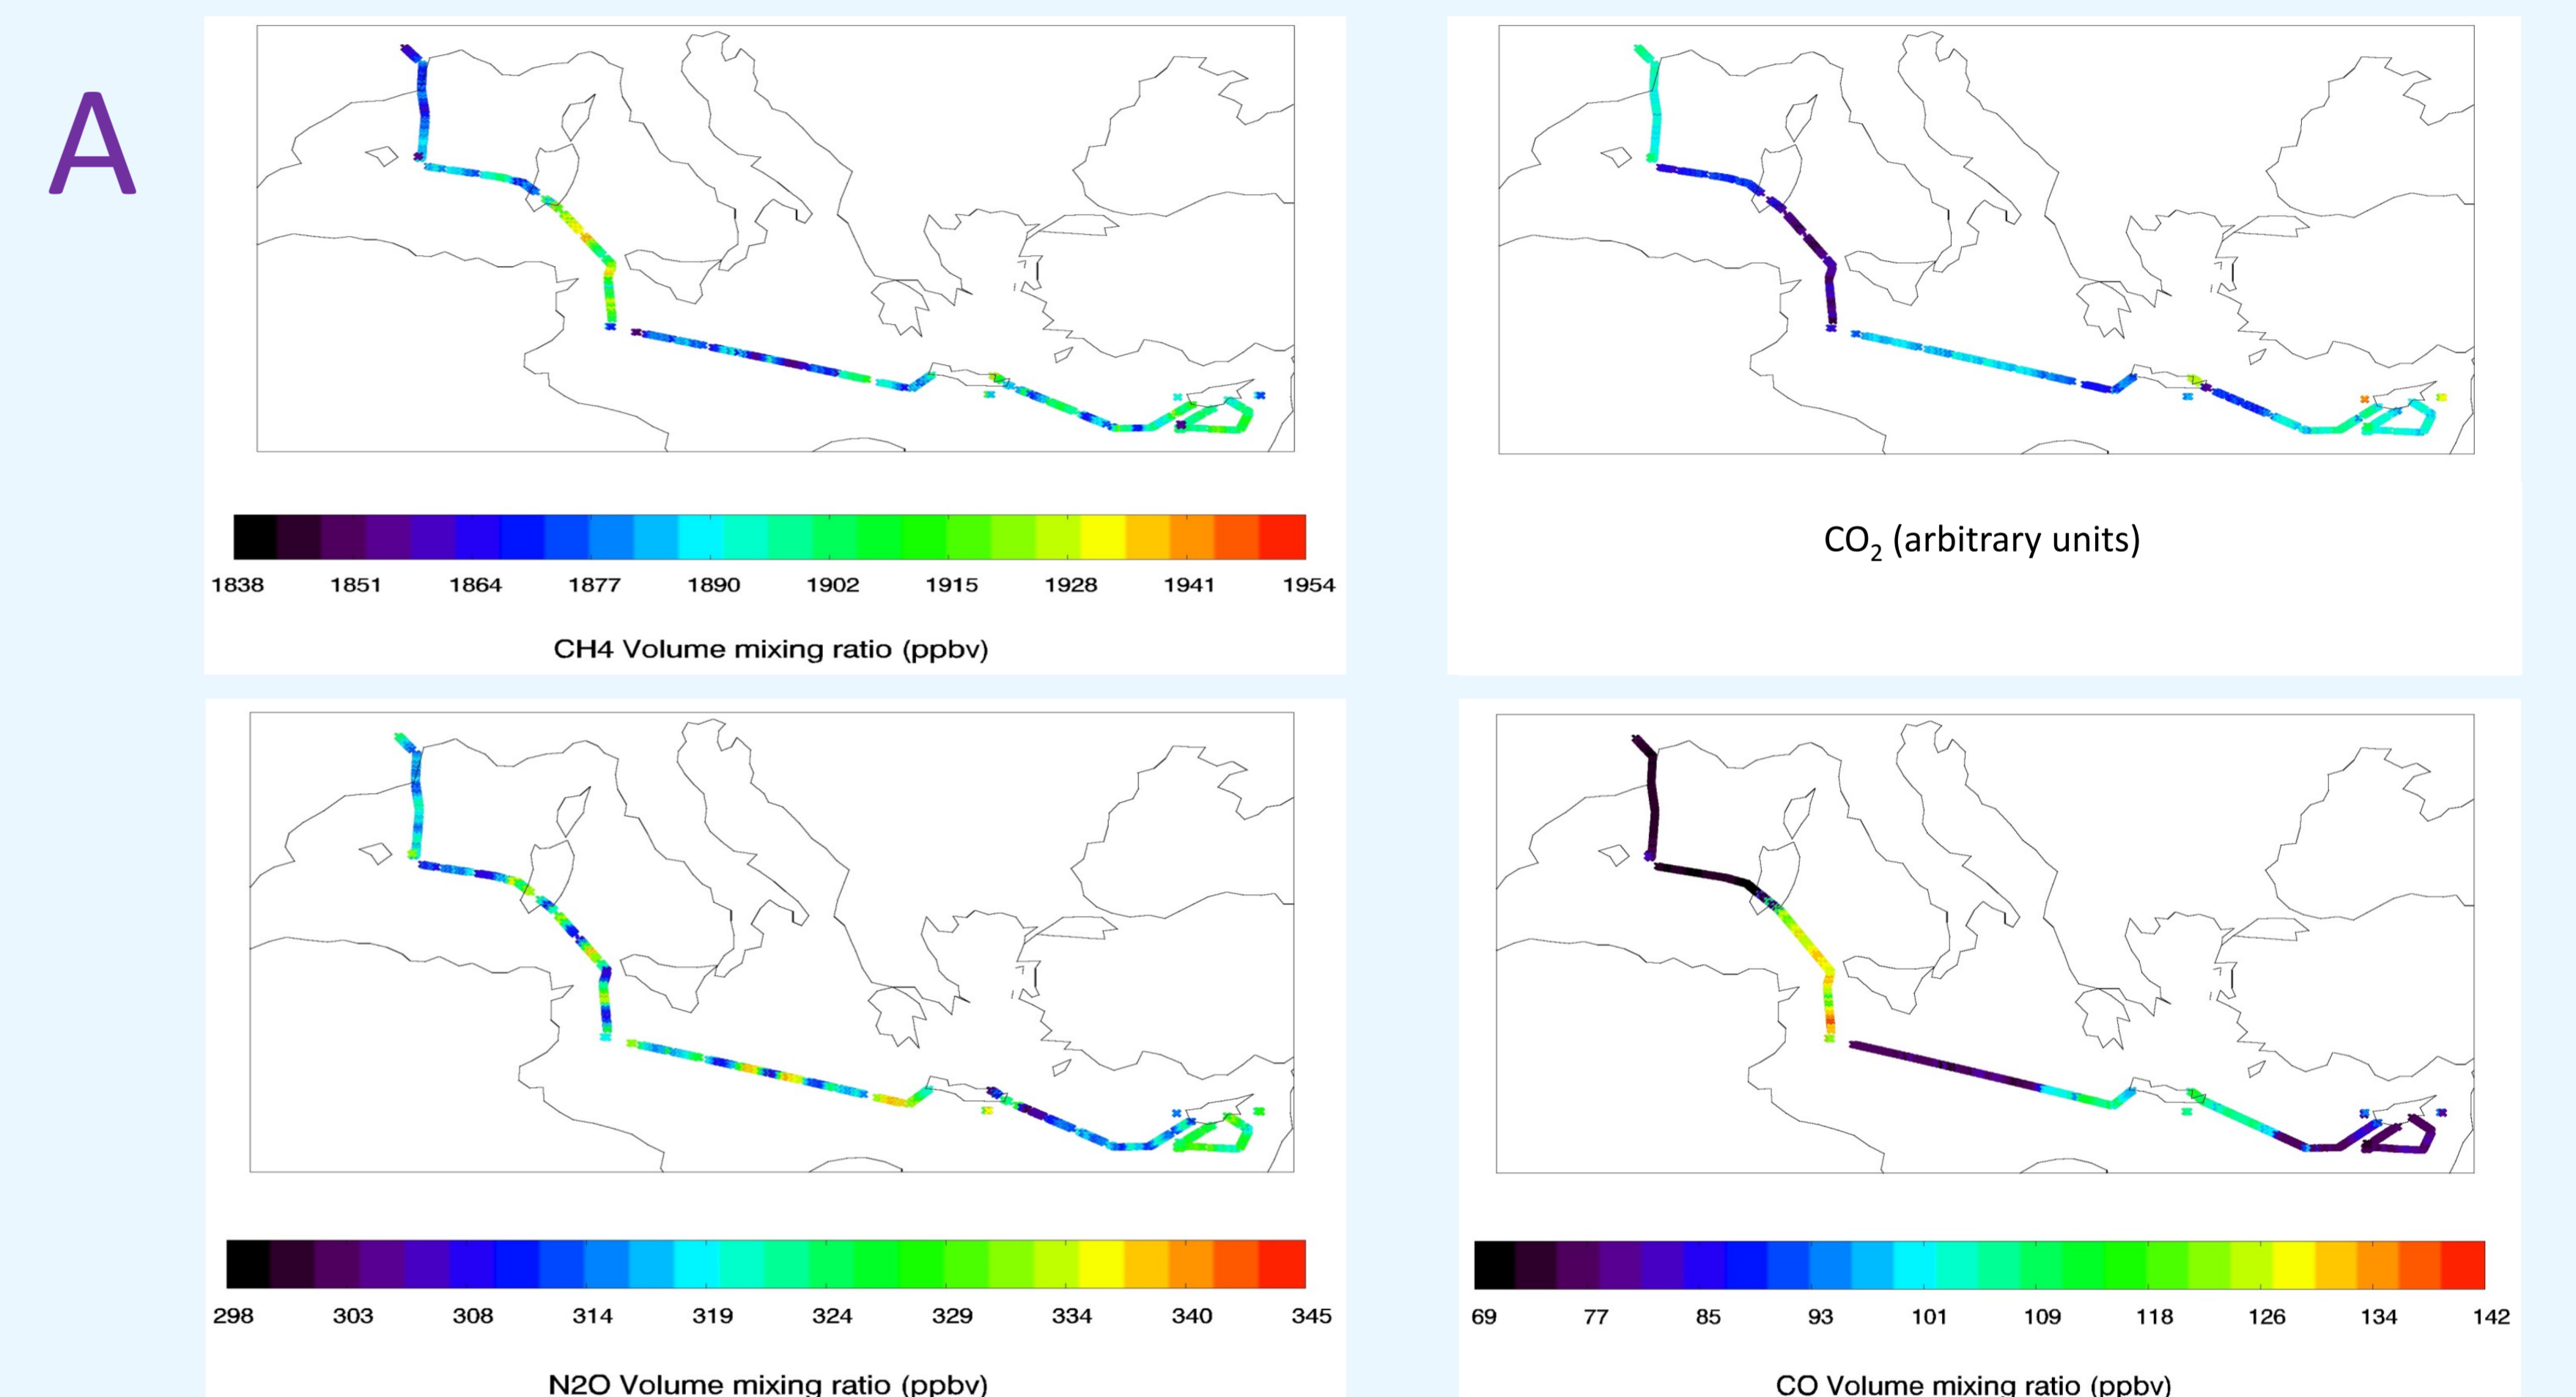 A
1838 1851 1864 1877 1890 1902 1915 1928 1941 1954
CH4 Volume mixing ratio (ppbv)
CO₂ (arbitrary units)
298 303 308 314 319 324 329 334 340 345
N2O Volume mixing ratio (ppbv)
69 77 85 93 101 109 118 126 134 142
CO Volume mixing ratio (ppbv)